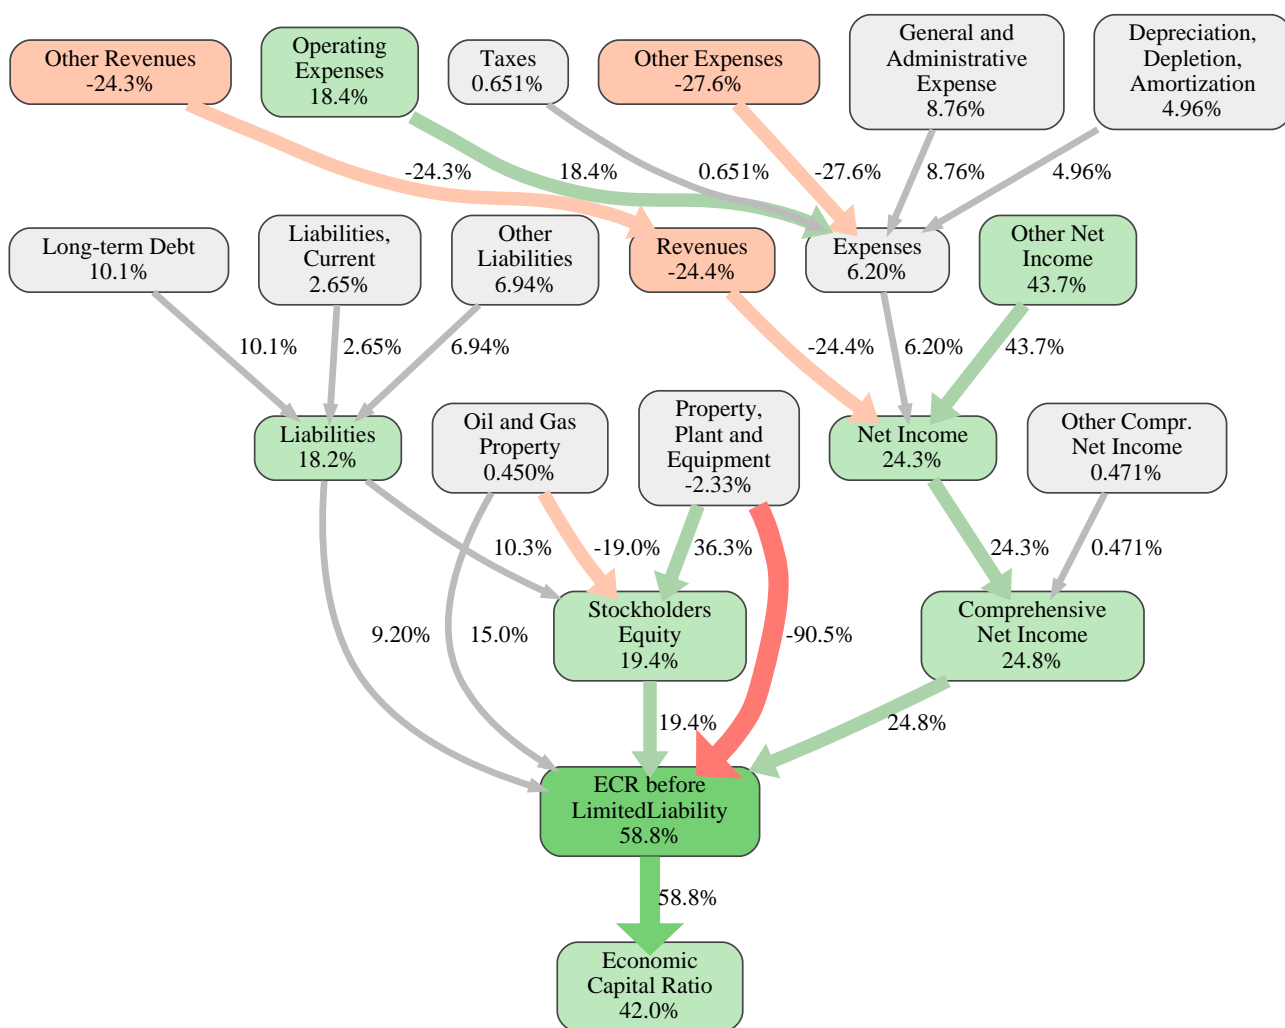 Other Revenues
-24.3%
Operating
Expenses
18.4%
Taxes
0.651%
Other Expenses
-27.6%
General and
Administrative
Expense
8.76%
Depreciation,
Depletion,
Amortization
4.96%
-24.3%
18.4%
0.651%
-27.6%
8.76%
4.96%
Long-term Debt
10.1%
Liabilities,
Current
2.65%
Other
Liabilities
6.94%
Revenues
-24.4%
Expenses
6.20%
Other Net
Income
43.7%
10.1%
2.65%
6.94%
-24.4%
6.20%
43.7%
Liabilities
18.2%
Oil and Gas
Property
0.450%
Property,
Plant and
Equipment
-2.33%
Net Income
24.3%
Other Compr.
Net Income
0.471%
10.3%
-19.0%
36.3%
24.3%
0.471%
9.20%
15.0%
Stockholders
Equity
19.4%
-90.5%
Comprehensive
Net Income
24.8%
19.4%
24.8%
ECR before
LimitedLiability
58.8%
58.8%
Economic
Capital Ratio
42.0%